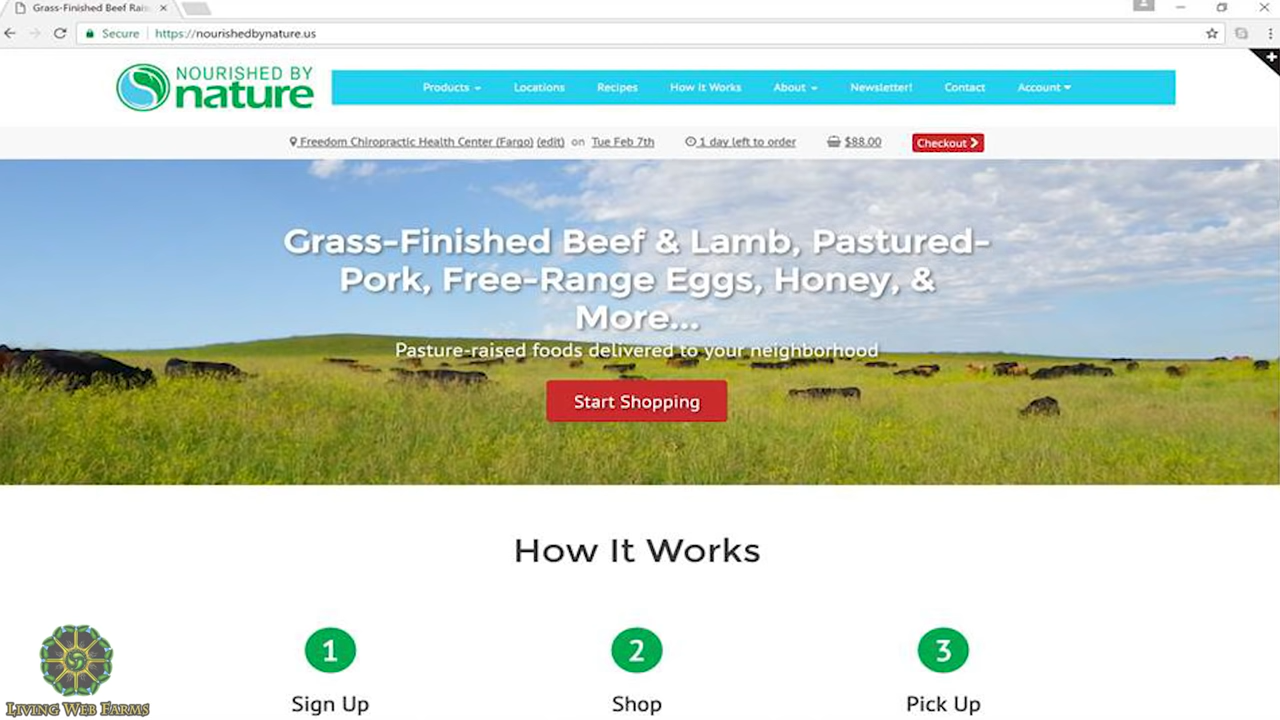 Grass-Finished Beef Rais
Secure
https://nourishedbynature.us
NOURISHED BY
nature
Products
Locations
Recipes
How It Works
About
Newsletter!
Contact
Account
Freedom Chiropractic Health Center (Fargo) (edit) on Tue Feb 7th
1 day left to order
$88.00
Checkout
Grass-Finished Beef & Lamb, Pastured-
Pork, Free-Range Eggs, Honey, &
More...
Pasture-raised foods delivered to your neighborhood
Start Shopping
How It Works
1
2
3
Sign Up
Shop
Pick Up
LIVING WEB FARMS